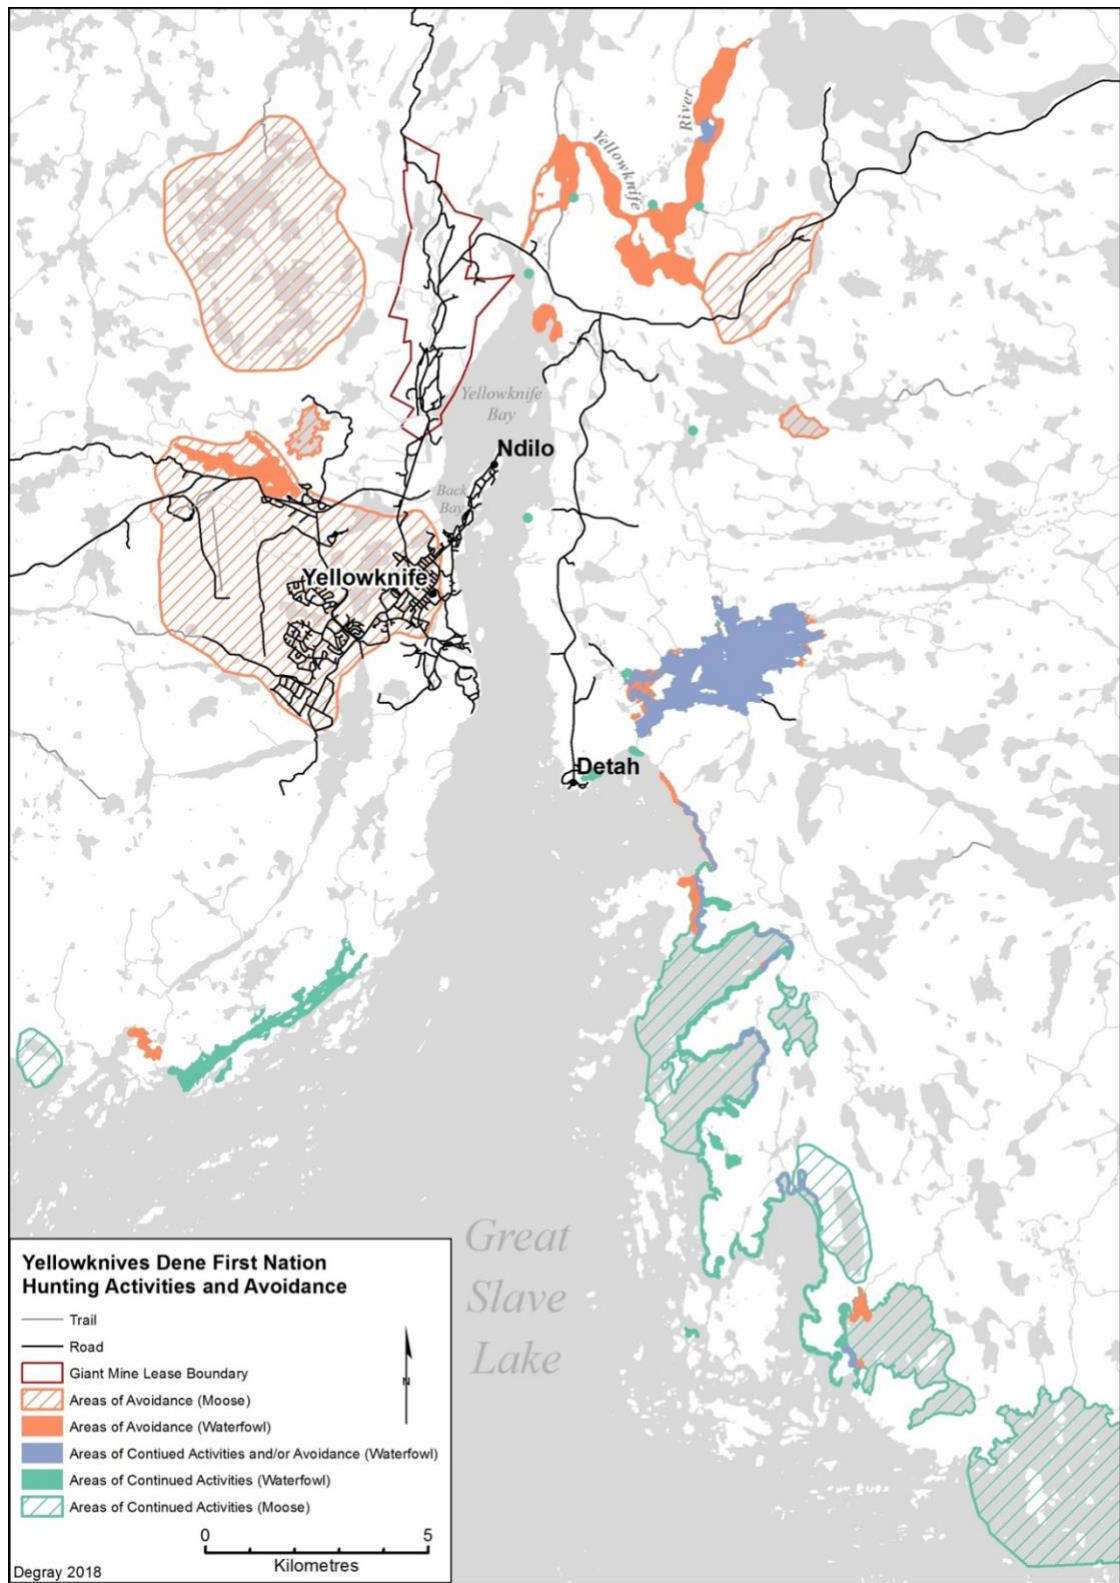 River
Yellowknife
Yellowknife
Bay
Ndilo
Back
Bay
Yellowknife
Detah
Great
Slave
Lake
Yellowknives Dene First Nation
Hunting Activities and Avoidance
Trail
Road
Giant Mine Lease Boundary
Areas of Avoidance (Moose)
Areas of Avoidance (Waterfowl)
Areas of Contiued Activities and/or Avoidance (Waterfowl)
Areas of Continued Activities (Waterfowl)
Areas of Continued Activities (Moose)
N
0 5
Kilometres
Degray 2018